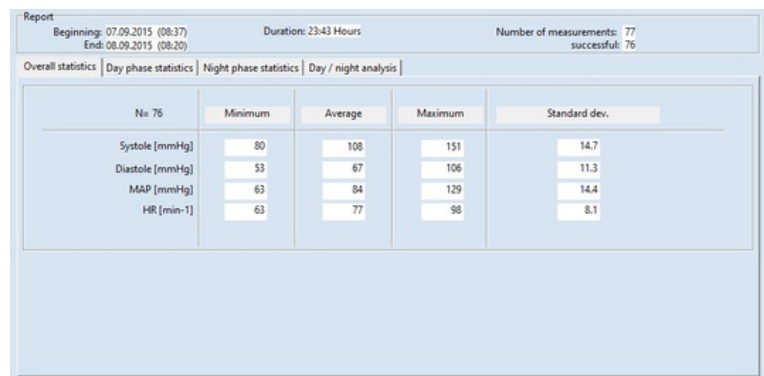 Report
Beginning: 07.09.2015 (08:37) Duration: 23:43 Hours Number of measurements: 77
End: 08.09.2015 (08:20) successful: 76
Overall statistics Day phase statistics Night phase statistics Day / night analysis
N= 76 Minimum Average Maximum Standard dev.
Systole [mmHg] 80 108 151 14.7
Diastole [mmHg] 53 67 106 11.3
MAP [mmHg] 63 84 129 14.4
HR [min-1] 63 77 98 8.1